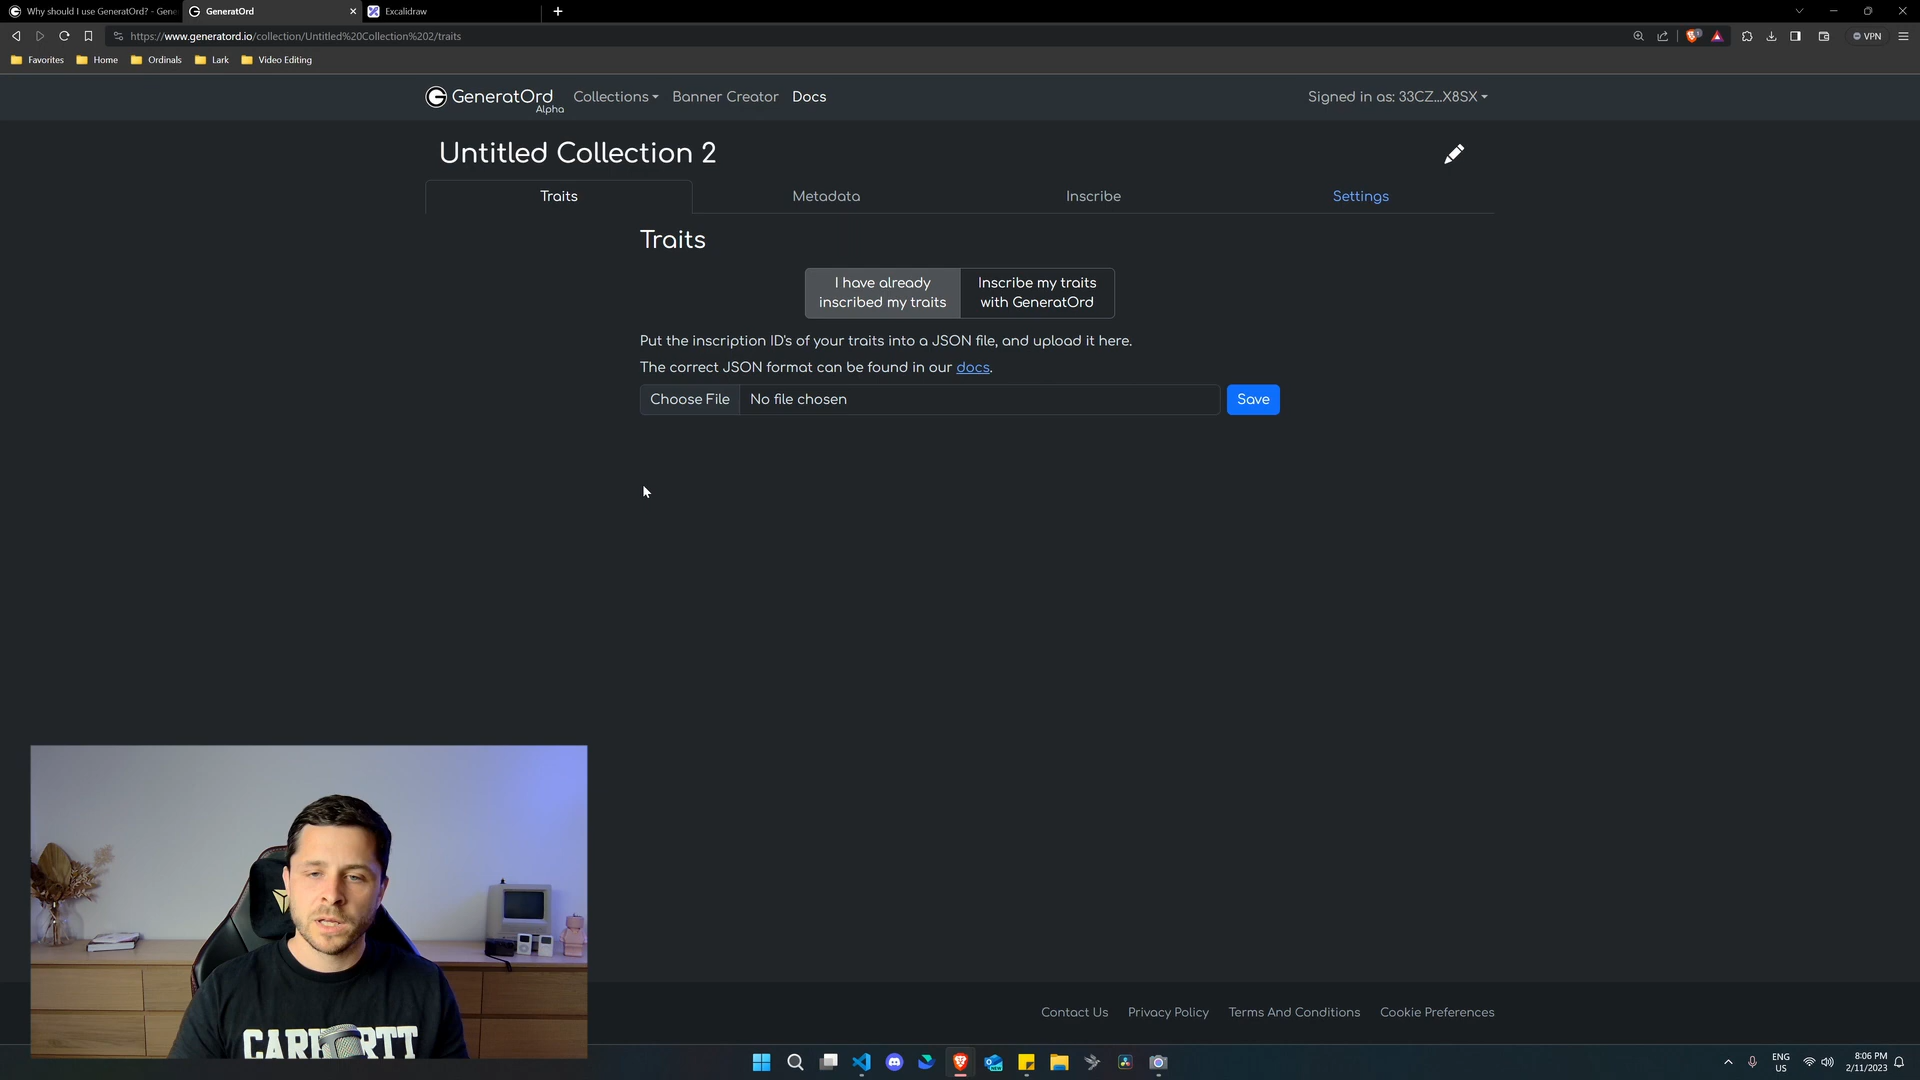 Why should I use GeneratOrd? - Gene
GeneratOrd
Excalidraw
https://www.generatord.io/collection/Untitled%20Collection%202/traits
VPN
Favorites
Home
Ordinals
Lark
Video Editing
GeneratOrd
Alpha
Collections
Banner Creator
Docs
Signed in as: 33CZ...X8SX
Untitled Collection 2
Traits
Metadata
Inscribe
Settings
Traits
I have already
inscribed my traits
Inscribe my traits
with GeneratOrd
Put the inscription ID's of your traits into a JSON file, and upload it here.
The correct JSON format can be found in our docs.
Choose File
No file chosen
Save
CARHARTT
Contact Us
Privacy Policy
Terms And Conditions
Cookie Preferences
ENG
US
8:06 PM
2/11/2023